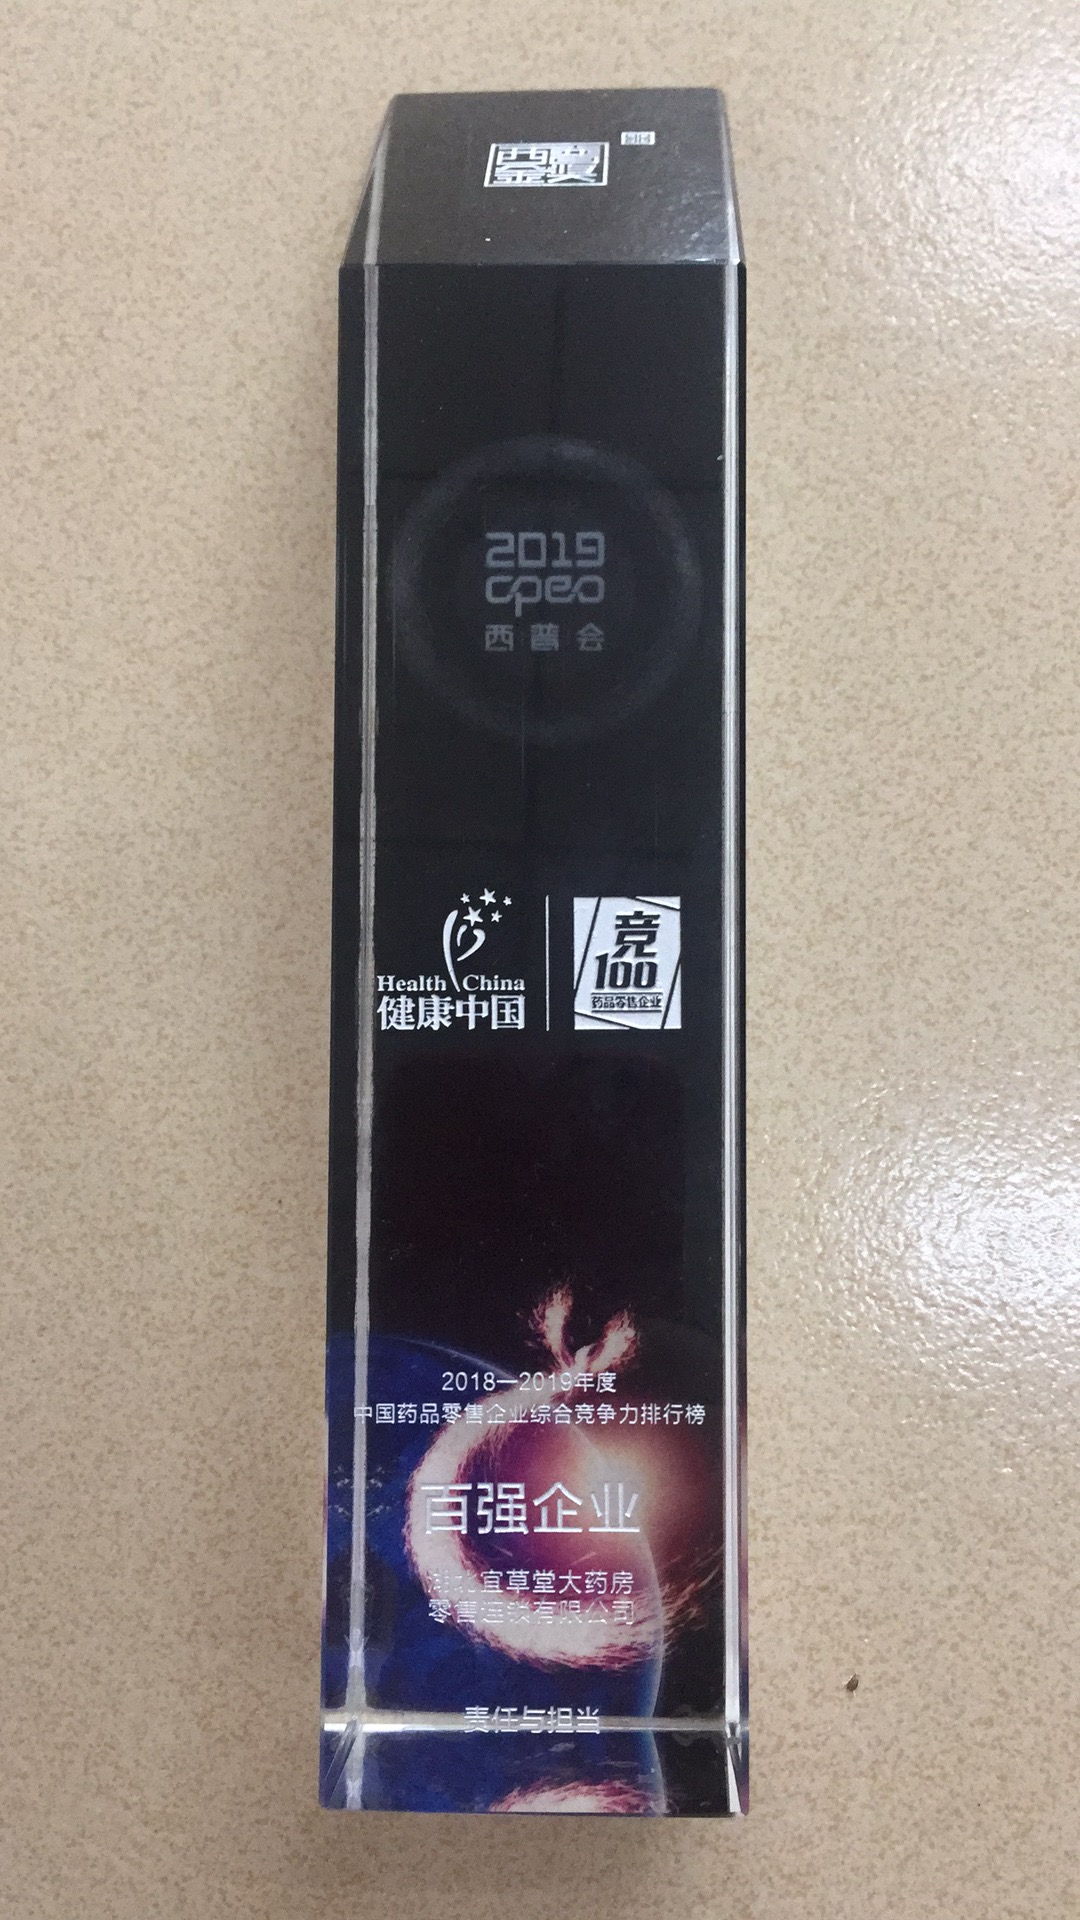 西普
金奖
2019
cpeo
西普会
Health China
健康中国
竞
100
药品零售企业
2018—2019年度
中国药品零售企业综合竞争力排行榜
百强企业
湖北宜草堂大药房
零售连锁有限公司
责任与担当